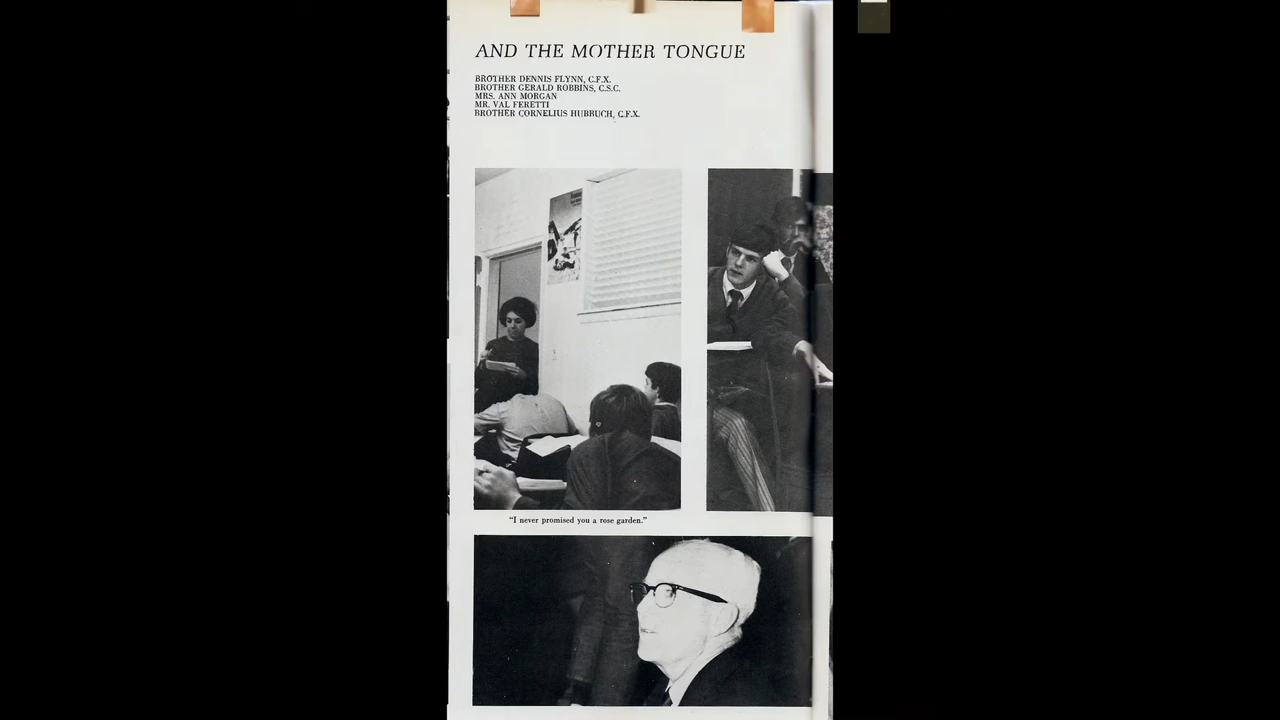 AND THE MOTHER TONGUE
BROTHER DENNIS FLYNN, C.F.X.
BROTHER GERALD ROBBINS, C.S.C.
MRS. ANN MORGAN
MR. VAL FERETTI
BROTHER CORNELIUS HUBBUCH, C.F.X.
"I never promised you a rose garden."